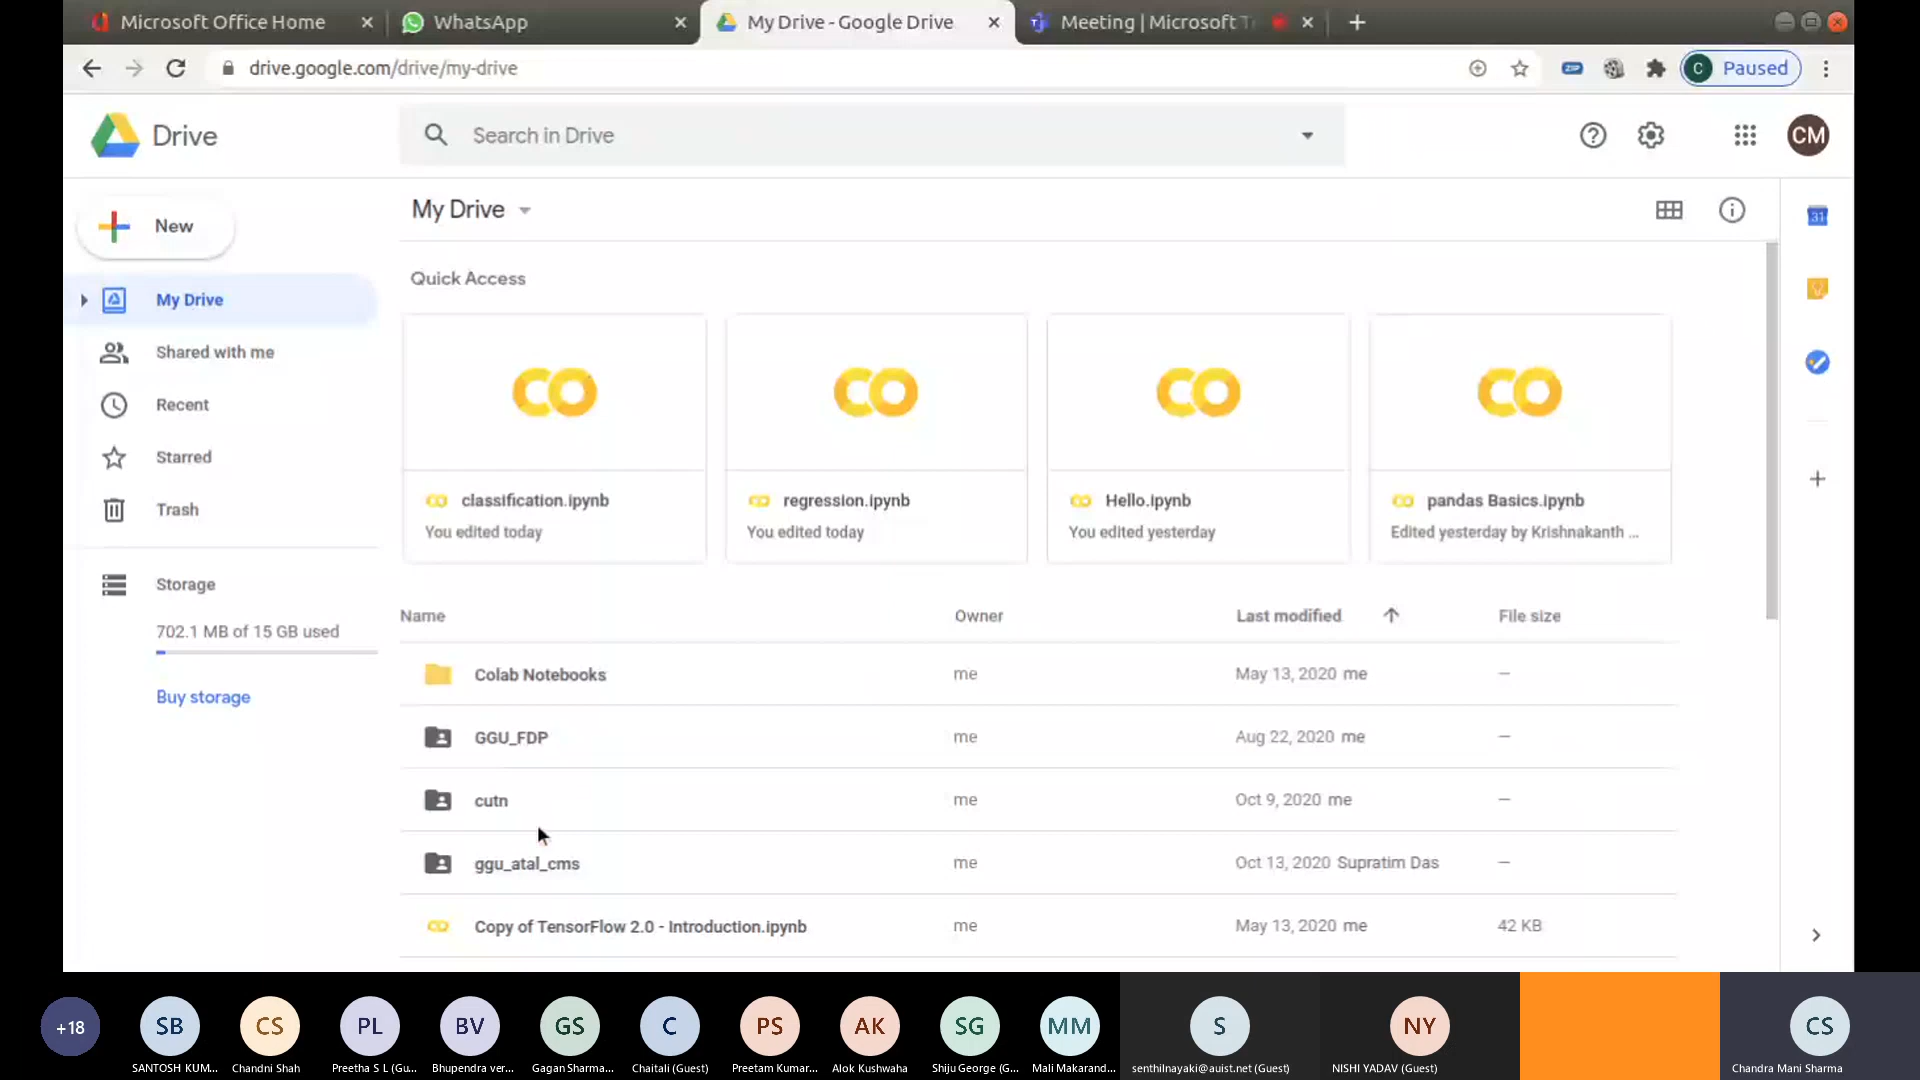 Microsoft Office Home
WhatsApp
My Drive - Google Drive
Meeting | Microsoft Te
drive.google.com/drive/my-drive
ZIP
C Paused
Drive
Search in Drive
CM
New
My Drive
Shared with me
Recent
Starred
Trash
Storage
702.1 MB of 15 GB used
Buy storage
My Drive
31
Quick Access
classification.ipynb
You edited today
regression.ipynb
You edited today
Hello.ipynb
You edited yesterday
pandas Basics.ipynb
Edited yesterday by Krishnakanth ...
Name Owner Last modified File size
Colab Notebooks me May 13, 2020 me —
GGU_FDP me Aug 22, 2020 me —
cutn me Oct 9, 2020 me —
ggu_atal_cms me Oct 13, 2020 Supratim Das —
Copy of TensorFlow 2.0 - Introduction.ipynb me May 13, 2020 me 42 KB
+18 SB CS PL BV GS C PS AK SG MM S NY CS
SANTOSH KUM... Chandni Shah Preetha S L (Gu... Bhupendra ver... Gagan Sharma... Chaitali (Guest) Preetam Kumar... Alok Kushwaha Shiju George (G... Mali Makarand... senthilnayaki@auist.net (Guest) NISHI YADAV (Guest) Chandra Mani Sharma